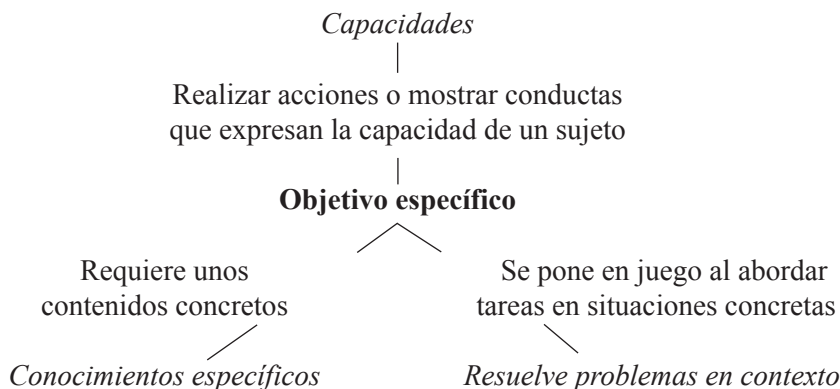 Capacidades
Realizar acciones o mostrar conductas
que expresan la capacidad de un sujeto
Objetivo específico
Requiere unos
contenidos concretos
Se pone en juego al abordar
tareas en situaciones concretas
Conocimientos específicos
Resuelve problemas en contexto